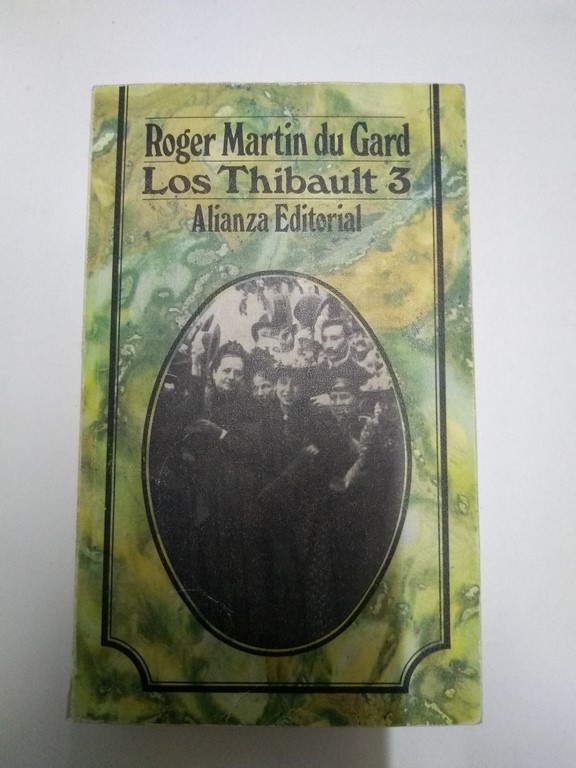 Roger Martin du Gard
Los Thibault 3
Alianza Editorial